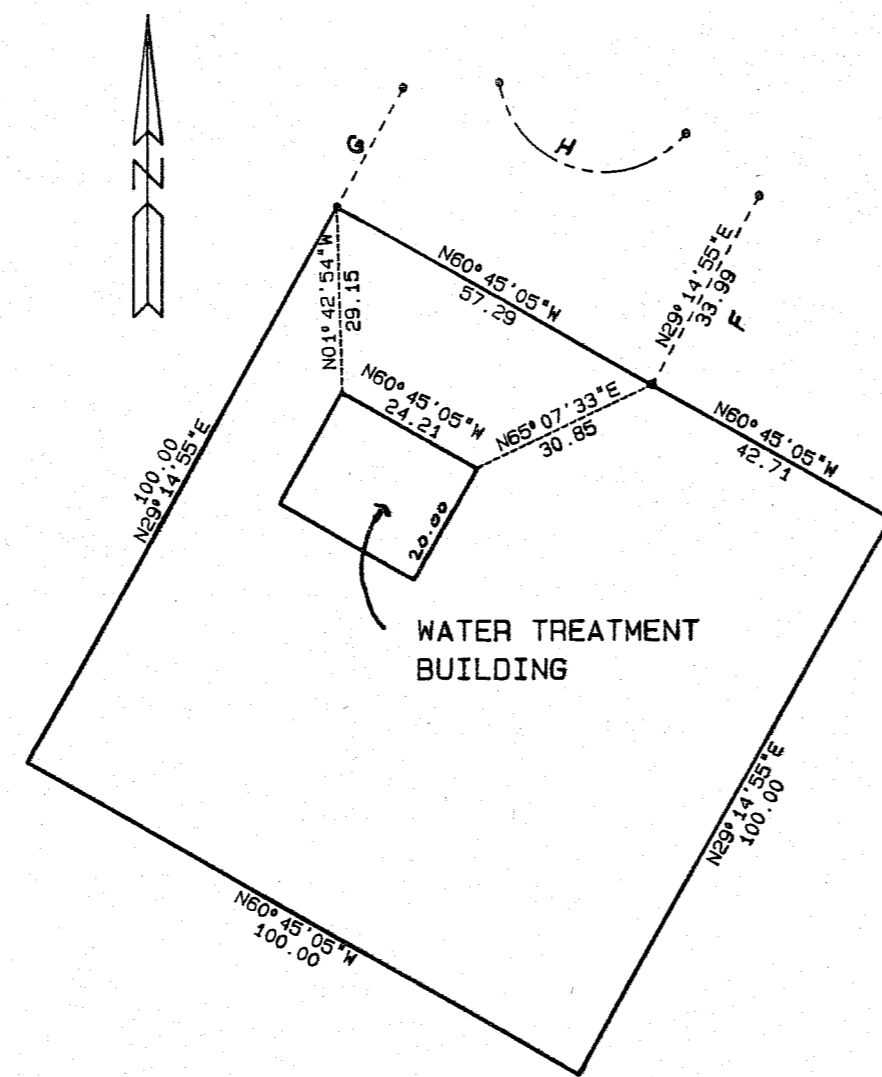 N
G
H
N29°14'55"E
33.99
F
N60°45'05"W
57.29
N01°42'54"W
29.15
N60°45'05"W
24.21
N65°07'33"E
30.85
N60°45'05"W
42.71
100.00
N29°14'55"E
20.00
WATER TREATMENT
BUILDING
N29°14'55"E
100.00
N60°45'05"W
100.00